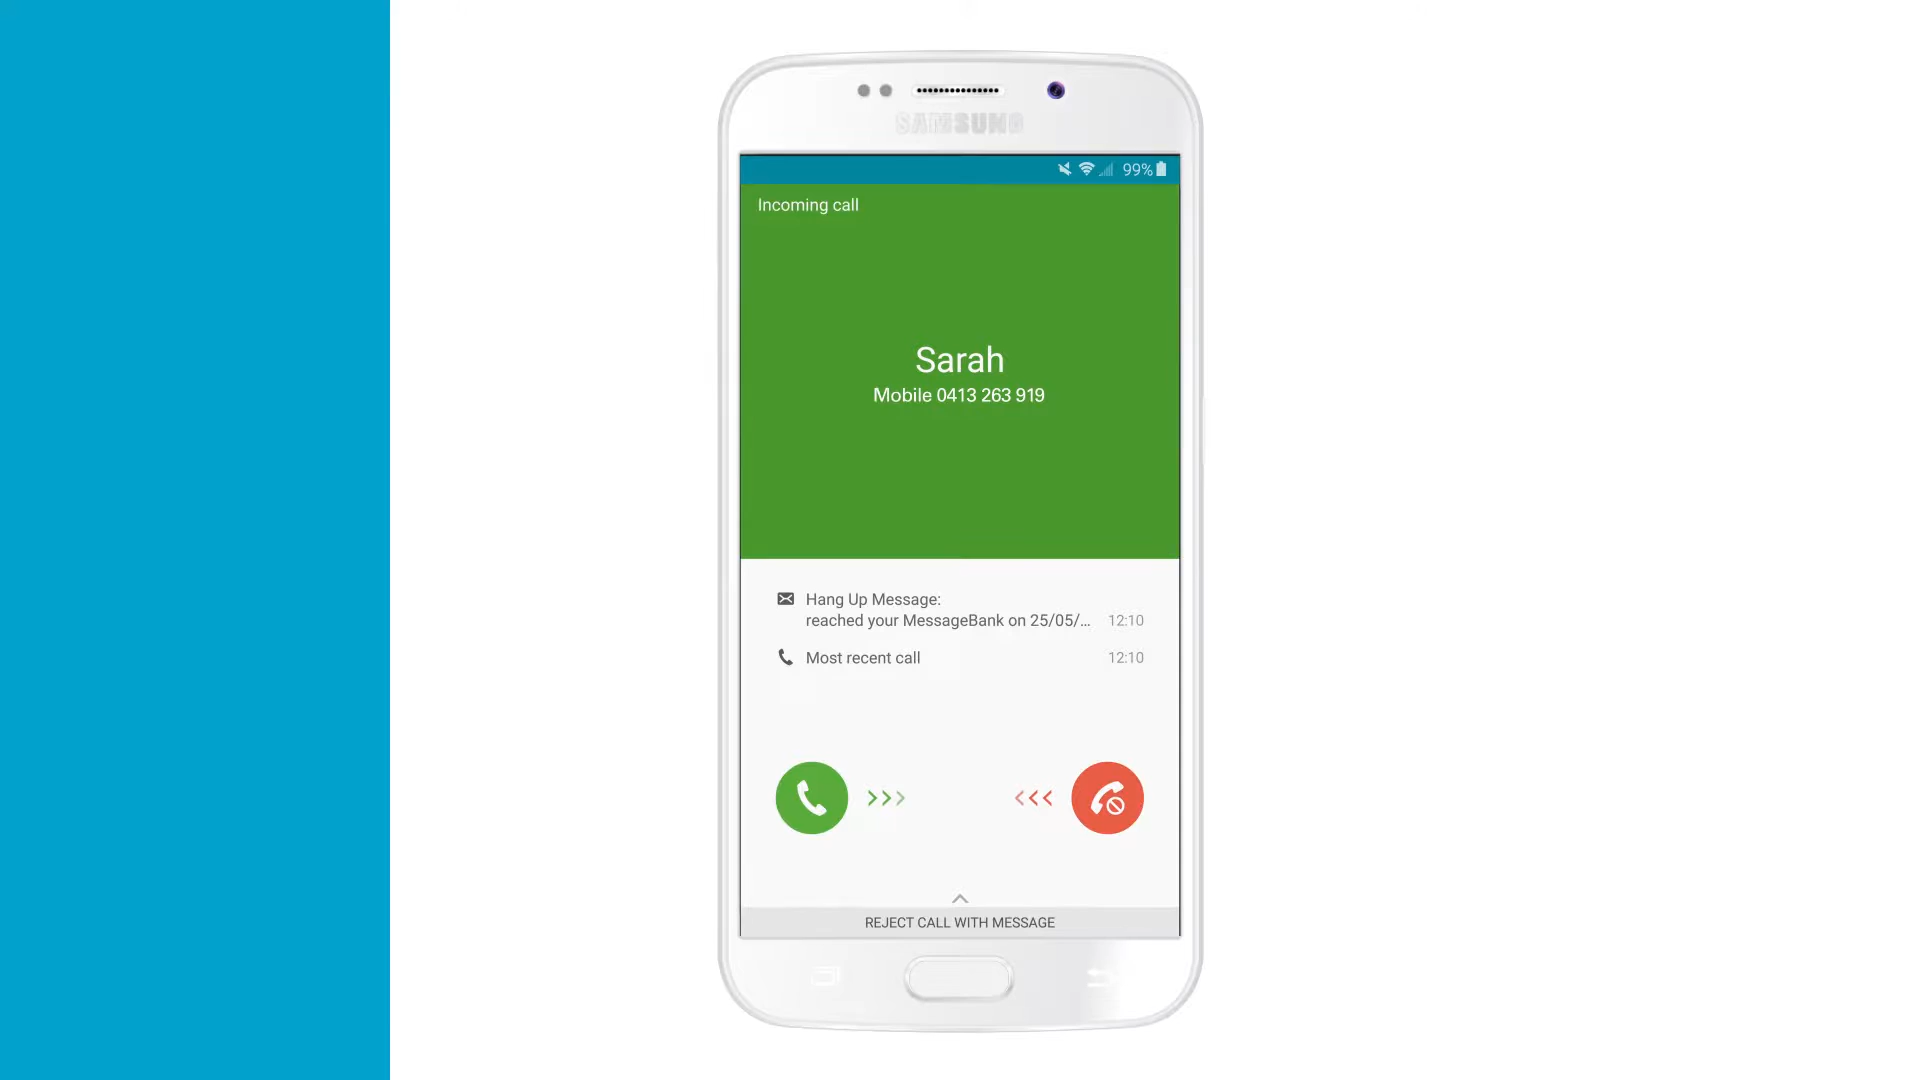 SAMSUNG
99%
Incoming call
Sarah
Mobile 0413 263 919
Hang Up Message:
reached your MessageBank on 25/05/... 12:10
Most recent call 12:10
REJECT CALL WITH MESSAGE